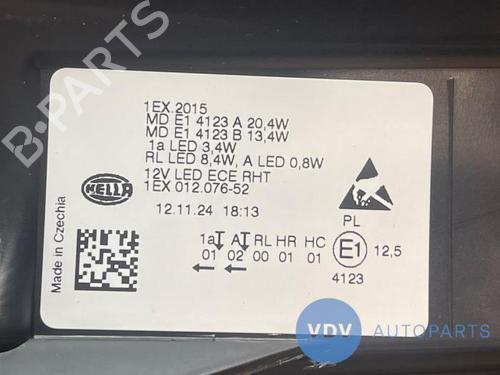 B-PARTS
1EX.2015
MD E1 4123 A 20,4W
MD E1 4123 B 13,4W
1a LED 3,4W
RL LED 8,4W, A LED 0,8W
12V LED ECE RHT
1EX 012.076-52
HELLA
12.11.24 18:13
PL
Made in Czechia
1a A RL HR HC
01 02 00 01 01
E1 12,5
4123
VDV AUTOPARTS